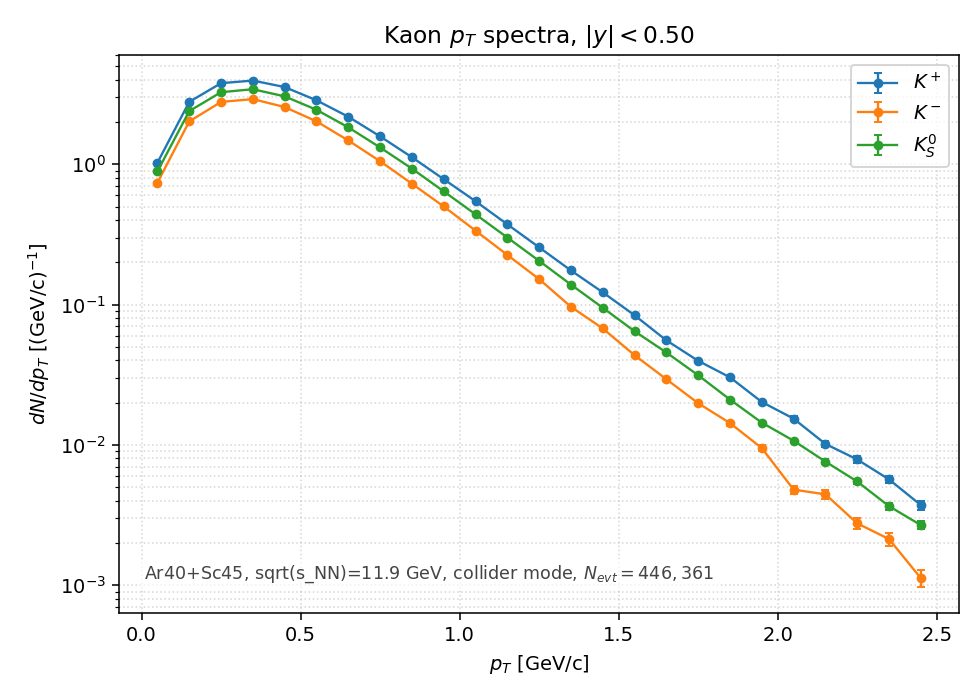 Kaon $p_T$ spectra, $|y| < 0.50$
$K^+$
$K^-$
$K^0_S$
$dN/dp_T$ [(GeV/c)$^{-1}$]
$10^0$
$10^{-1}$
$10^{-2}$
$10^{-3}$
Ar40+Sc45, sqrt(s_NN)=11.9 GeV, collider mode, $N_{evt} = 446,361$
0.0 0.5 1.0 1.5 2.0 2.5
$p_T$ [GeV/c]